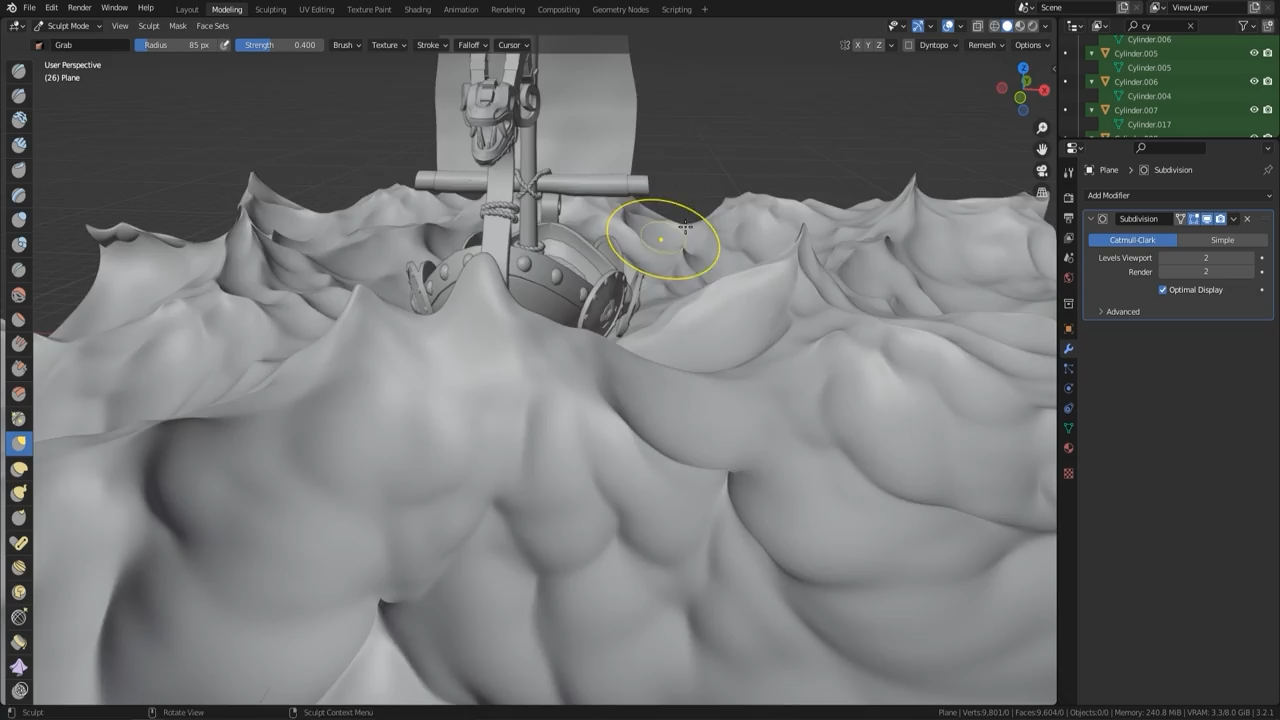 File Edit Render Window Help Layout Modeling Sculpting UV Editing Texture Paint Shading Animation Rendering Compositing Geometry Nodes Scripting + Scene ViewLayer
Sculpt Mode View Sculpt Mask Face Sets cy
Grab Radius 85 px Strength 0.400 Brush Texture Stroke Falloff Cursor X Y Z Dyntopo Remesh Options
User Perspective
(26) Plane
Z
Y
X
Cylinder.006
Cylinder.005
Cylinder.005
Cylinder.006
Cylinder.004
Cylinder.007
Cylinder.017
Plane > Subdivision
Add Modifier
Subdivision
Catmull-Clark Simple
Levels Viewport 2
Render 2
Optimal Display
Advanced
Sculpt Rotate View Sculpt Context Menu Plane | Verts:9,801/0 | Faces:9,604/0 | Objects:0/0 | Memory: 240.8 MiB | VRAM: 3.3/8.0 GiB | 3.2.1